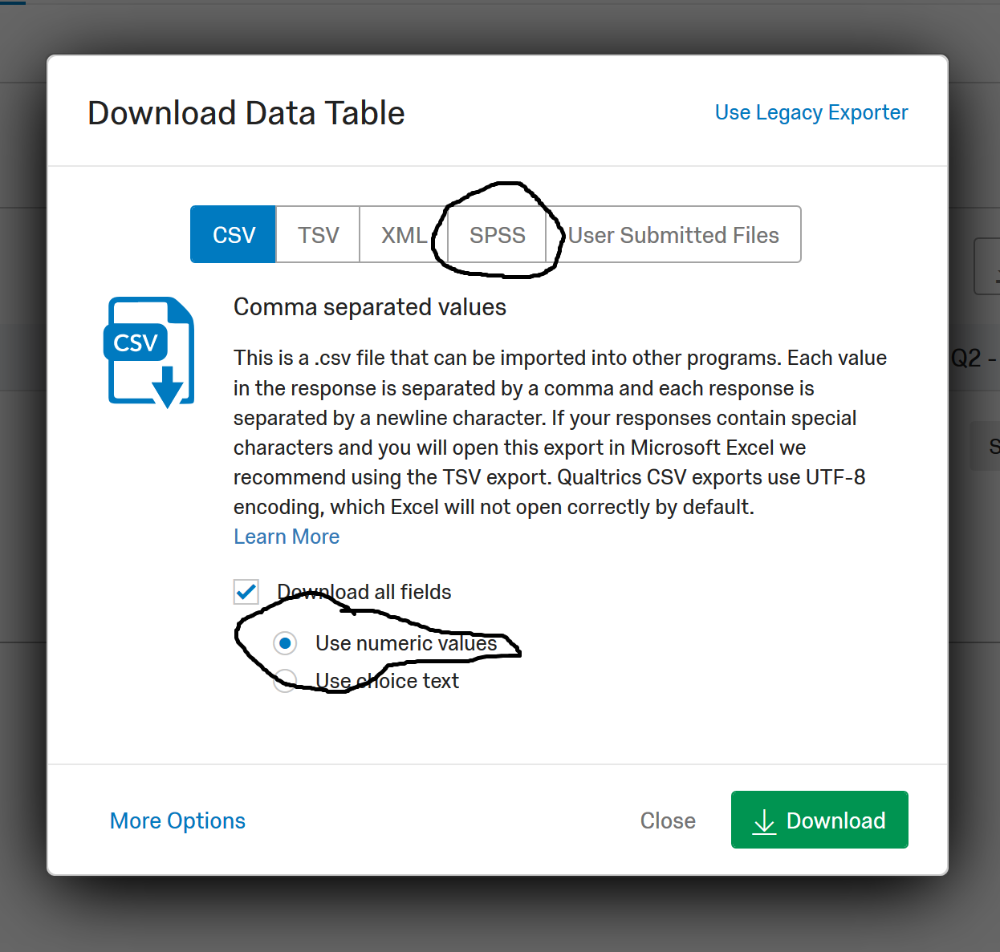 Download Data Table
Use Legacy Exporter
CSV
TSV
XML
SPSS
User Submitted Files
CSV
Comma separated values
This is a .csv file that can be imported into other programs. Each value
in the response is separated by a comma and each response is
separated by a newline character. If your responses contain special
characters and you will open this export in Microsoft Excel we
recommend using the TSV export. Qualtrics CSV exports use UTF-8
encoding, which Excel will not open correctly by default.
Learn More
Download all fields
Use numeric values
Use choice text
More Options
Close
Download
Q2 -
S